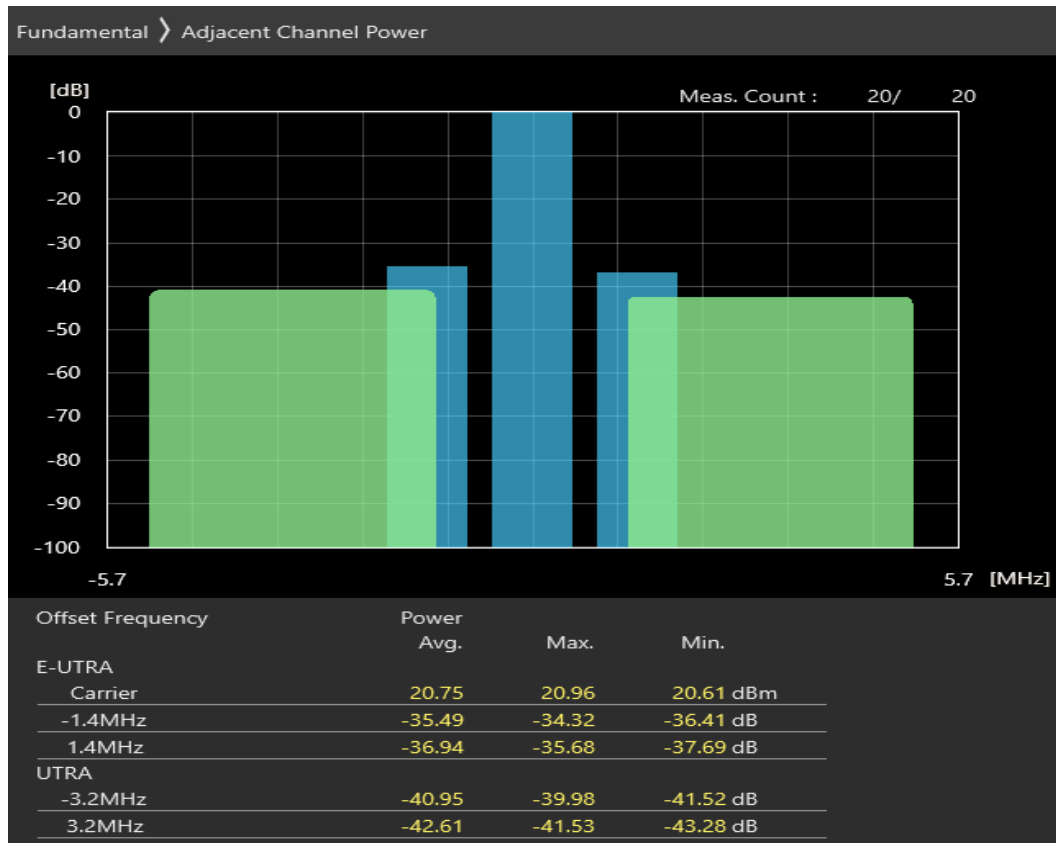 Fundamental 〉 Adjacent Channel Power
[dB]
Meas. Count : 20/ 20
0
-10
-20
-30
-40
-50
-60
-70
-80
-90
-100
-5.7 5.7 [MHz]
Offset Frequency Power
Avg. Max. Min.
E-UTRA
Carrier 20.75 20.96 20.61 dBm
-1.4MHz -35.49 -34.32 -36.41 dB
1.4MHz -36.94 -35.68 -37.69 dB
UTRA
-3.2MHz -40.95 -39.98 -41.52 dB
3.2MHz -42.61 -41.53 -43.28 dB